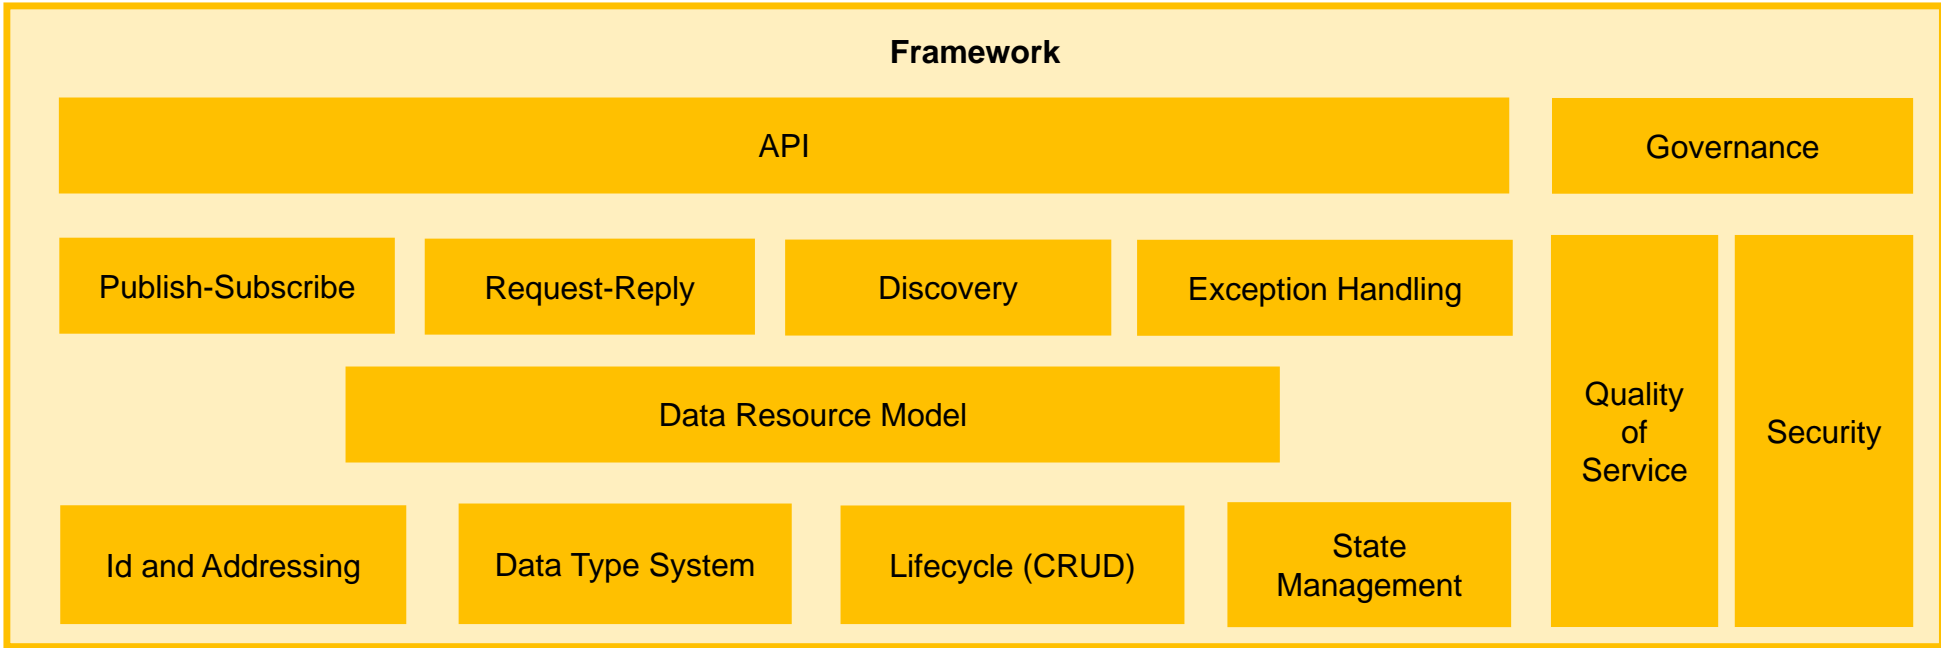 Framework
API
Governance
Publish-Subscribe
Request-Reply
Discovery
Exception Handling
Data Resource Model
Quality
of
Service
Security
Id and Addressing
Data Type System
Lifecycle (CRUD)
State
Management